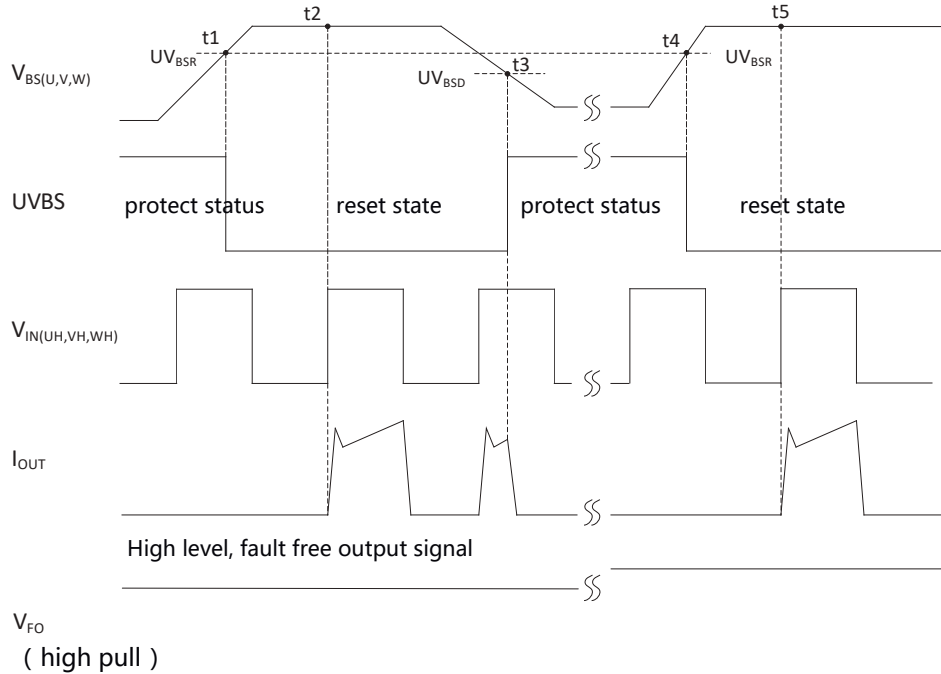 t1
t2
t3
t4
t5
UV_BSR
UV_BSD
UV_BSR
V_BS(U,V,W)
UVBS
protect status
reset state
protect status
reset state
V_IN(UH,VH,WH)
I_OUT
High level, fault free output signal
V_FO
( high pull )